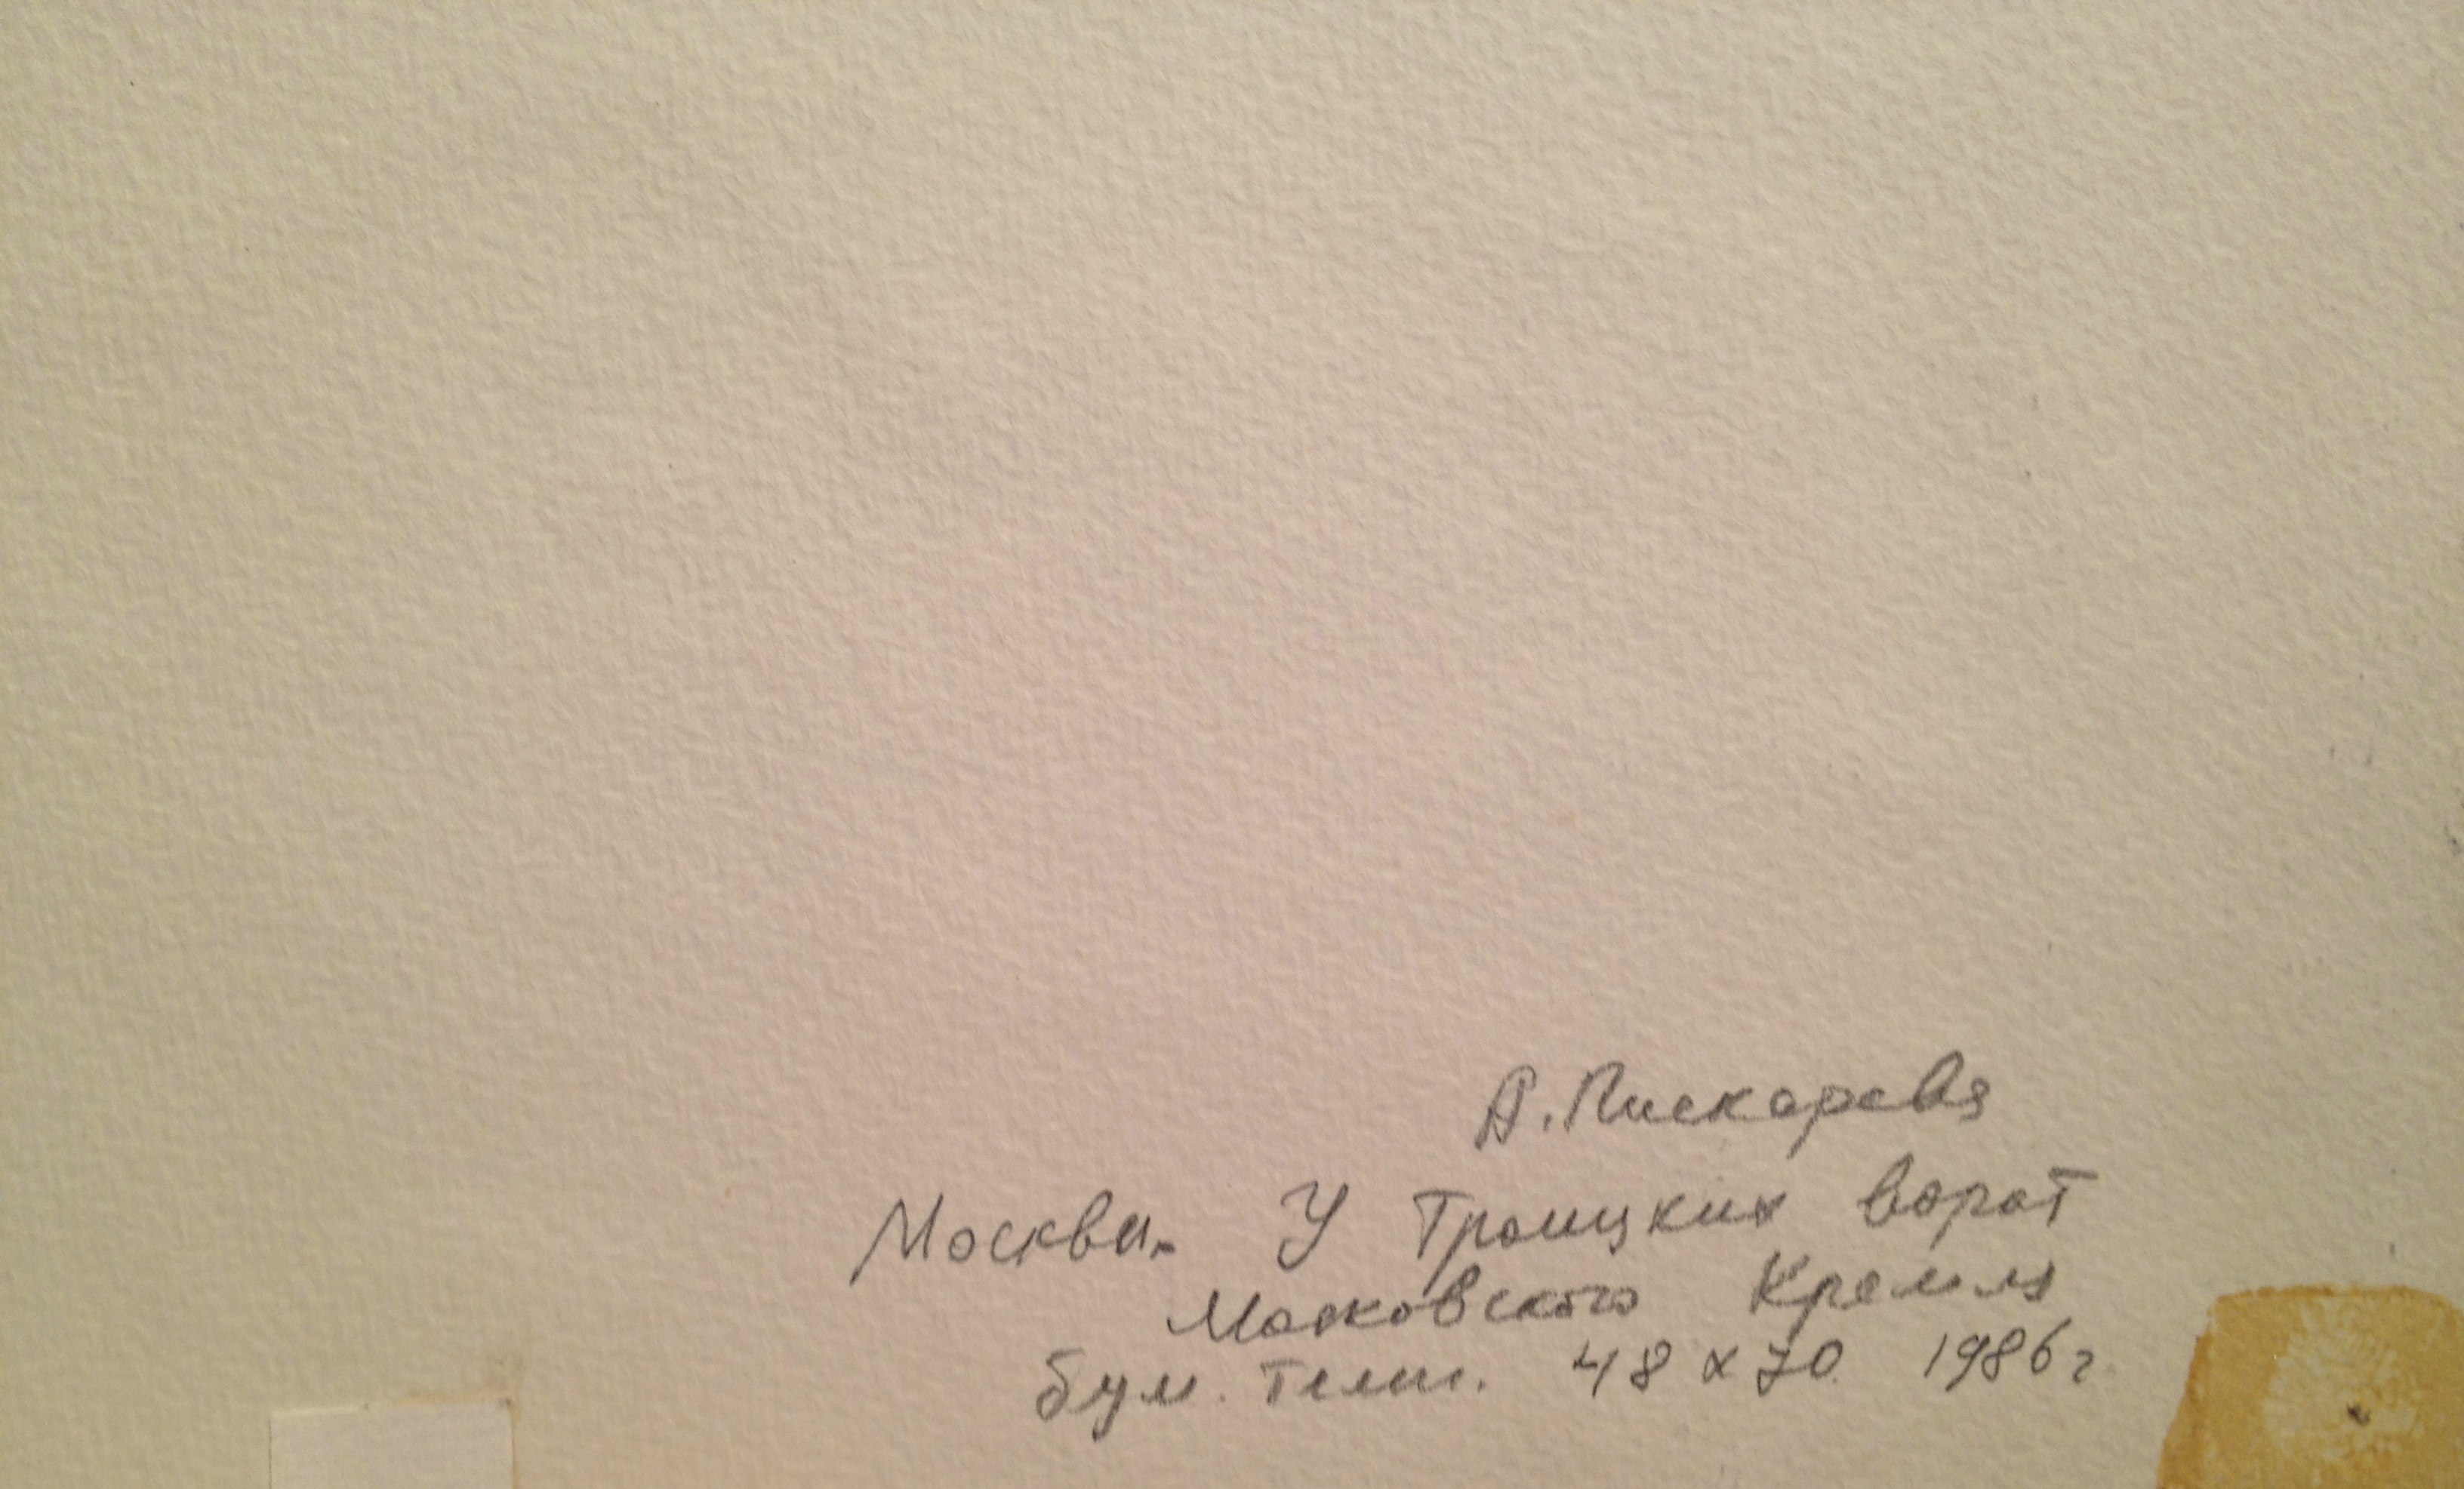 А. Пискарева
Москва. У Троицких ворот
Московского Кремля
бум. темп. 48 х 70 1986 г.